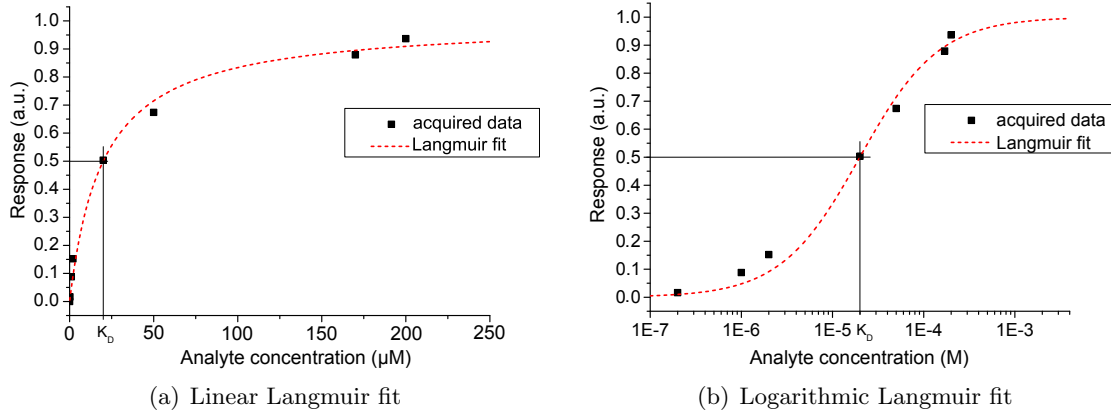 1.0
0.9
0.8
0.7
0.6
0.5
0.4
0.3
0.2
0.1
0.0
Response (a.u.)
acquired data
Langmuir fit
0 K_D 50 100 150 200 250
Analyte concentration (µM)
(a) Linear Langmuir fit
1.0
0.9
0.8
0.7
0.6
0.5
0.4
0.3
0.2
0.1
0.0
Response (a.u.)
acquired data
Langmuir fit
1E-7 1E-6 1E-5 K_D 1E-4 1E-3
Analyte concentration (M)
(b) Logarithmic Langmuir fit